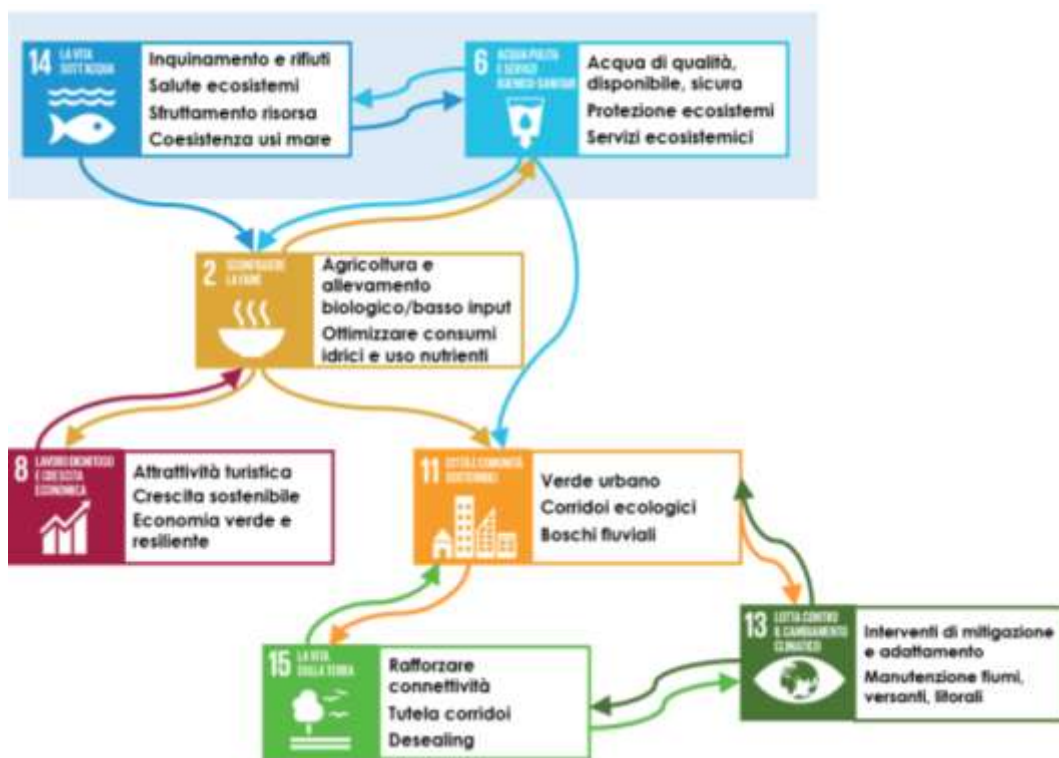 14 LA VITA
SOTT'ACQUA
Inquinamento e rifiuti
Salute ecosistemi
Sfruttamento risorsa
Coesistenza usi mare
6 ACQUA PULITA
E SERVIZI
IGIENICO-SANITARI
Acqua di qualità,
disponibile, sicura
Protezione ecosistemi
Servizi ecosistemici
2 SCONFIGGERE
LA FAME
Agricoltura e
allevamento
biologico/basso input
Ottimizzare consumi
idrici e uso nutrienti
8 LAVORO DIGNITOSO
E CRESCITA
ECONOMICA
Attrattività turistica
Crescita sostenibile
Economia verde e
resiliente
11 CITTÀ E COMUNITÀ
SOSTENIBILI
Verde urbano
Corridoi ecologici
Boschi fluviali
15 LA VITA
SULLA TERRA
Rafforzare
connettività
Tutela corridoi
Desealing
13 LOTTA CONTRO
IL CAMBIAMENTO
CLIMATICO
Interventi di mitigazione
e adattamento
Manutenzione fiumi,
versanti, litorali